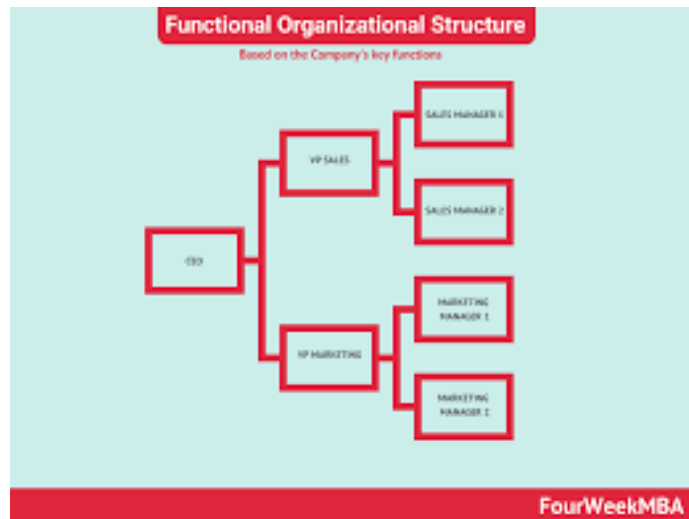 Functional Organizational Structure
Based on the Company's key functions
SALES MANAGER 1
VP SALES
SALES MANAGER 2
CEO
MARKETING
MANAGER 1
VP MARKETING
MARKETING
MANAGER 2
FourWeekMBA